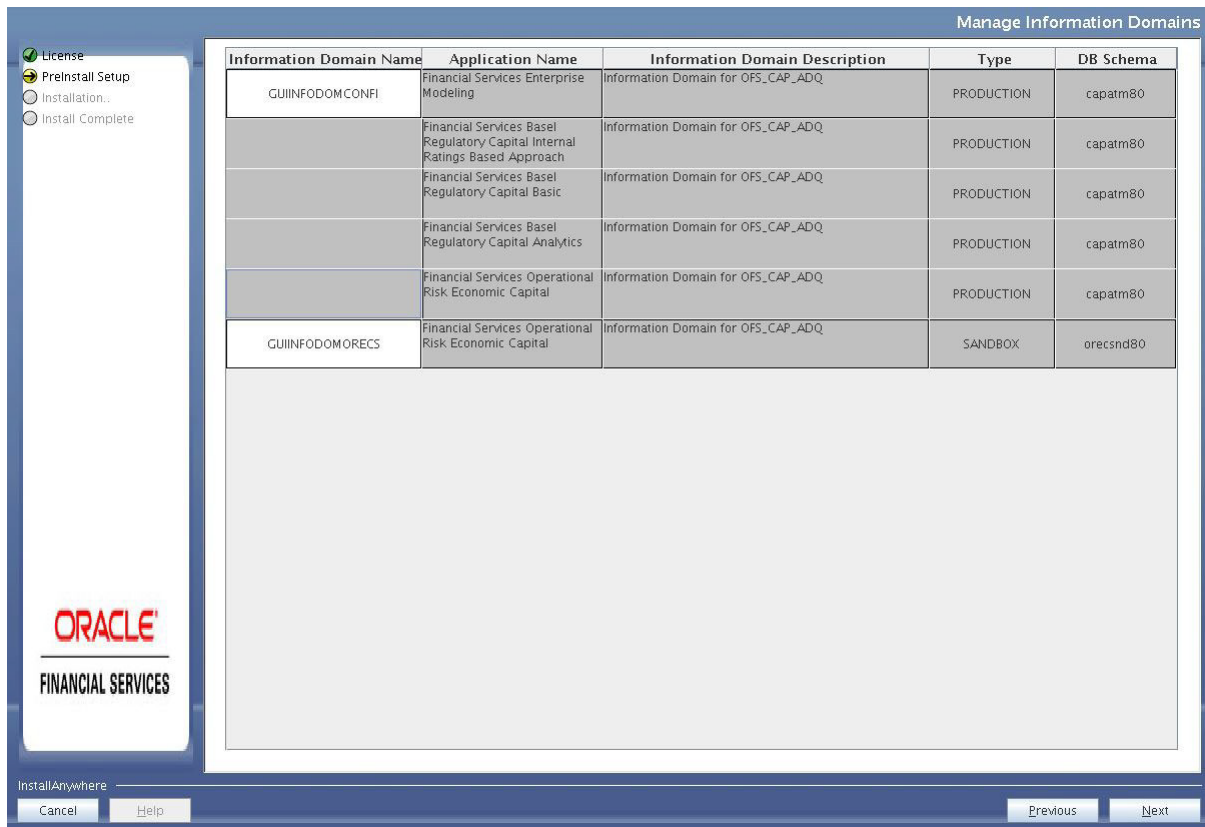 Manage Information Domains
License
PreInstall Setup
Installation..
Install Complete
Information Domain Name Application Name Information Domain Description Type DB Schema
GUIINFODOMCONFI Financial Services Enterprise Modeling Information Domain for OFS_CAP_ADQ PRODUCTION capatm80
Financial Services Basel Regulatory Capital Internal Ratings Based Approach Information Domain for OFS_CAP_ADQ PRODUCTION capatm80
Financial Services Basel Regulatory Capital Basic Information Domain for OFS_CAP_ADQ PRODUCTION capatm80
Financial Services Basel Regulatory Capital Analytics Information Domain for OFS_CAP_ADQ PRODUCTION capatm80
Financial Services Operational Risk Economic Capital Information Domain for OFS_CAP_ADQ PRODUCTION capatm80
GUIINFODOMORECS Financial Services Operational Risk Economic Capital Information Domain for OFS_CAP_ADQ SANDBOX orecsnd80
ORACLE
FINANCIAL SERVICES
InstallAnywhere
Cancel Help Previous Next